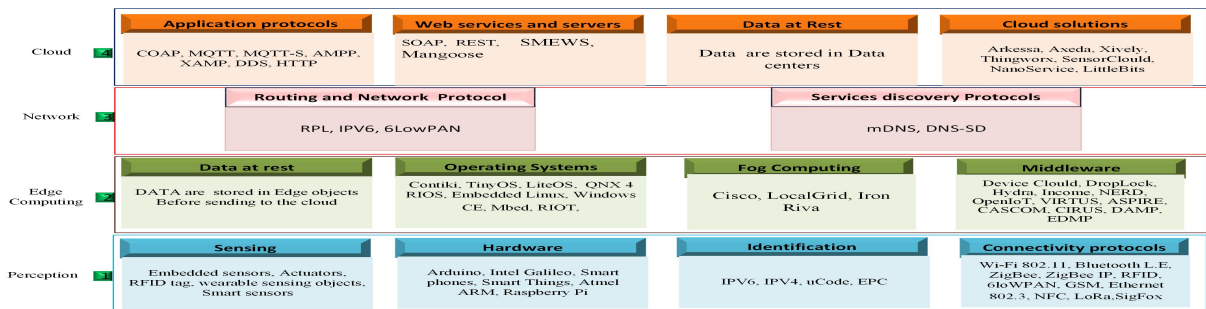 Application protocols
Web services and servers
Data at Rest
Cloud solutions
Cloud
4
COAP, MQTT, MQTT-S, AMPP,
XAMP, DDS, HTTP
SOAP, REST, SMEWS,
Mangoose
Data are stored in Data
centers
Arkessa, Axeda, Xively,
Thingworx, SensorClould,
NanoService, LittleBits
Routing and Network Protocol
Services discovery Protocols
Network
3
RPL, IPV6, 6LowPAN
mDNS, DNS-SD
Data at rest
Operating Systems
Fog Computing
Middleware
Edge
Computing
2
DATA are stored in Edge objects
Before sending to the cloud
Contiki, TinyOS, LiteOS, QNX 4
RIOS, Embedded Linux, Windows
CE, Mbed, RIOT,
Cisco, LocalGrid, Iron
Riva
Device Clould, DropLock,
Hydra, Income, NERD,
OpenIoT, VIRTUS, ASPIRE,
CASCOM, CIRUS, DAMP,
EDMP
Sensing
Hardware
Identification
Connectivity protocols
Perception
1
Embedded sensors, Actuators,
RFID tag, wearable sensing objects,
Smart sensors
Arduino, Intel Galileo, Smart
phones, Smart Things, Atmel
ARM, Raspberry Pi
IPV6, IPV4, uCode, EPC
Wi-Fi 802.11, Bluetooth L.E,
ZigBee, ZigBee IP, RFID,
6loWPAN, GSM, Ethernet
802.3, NFC, LoRa,SigFox